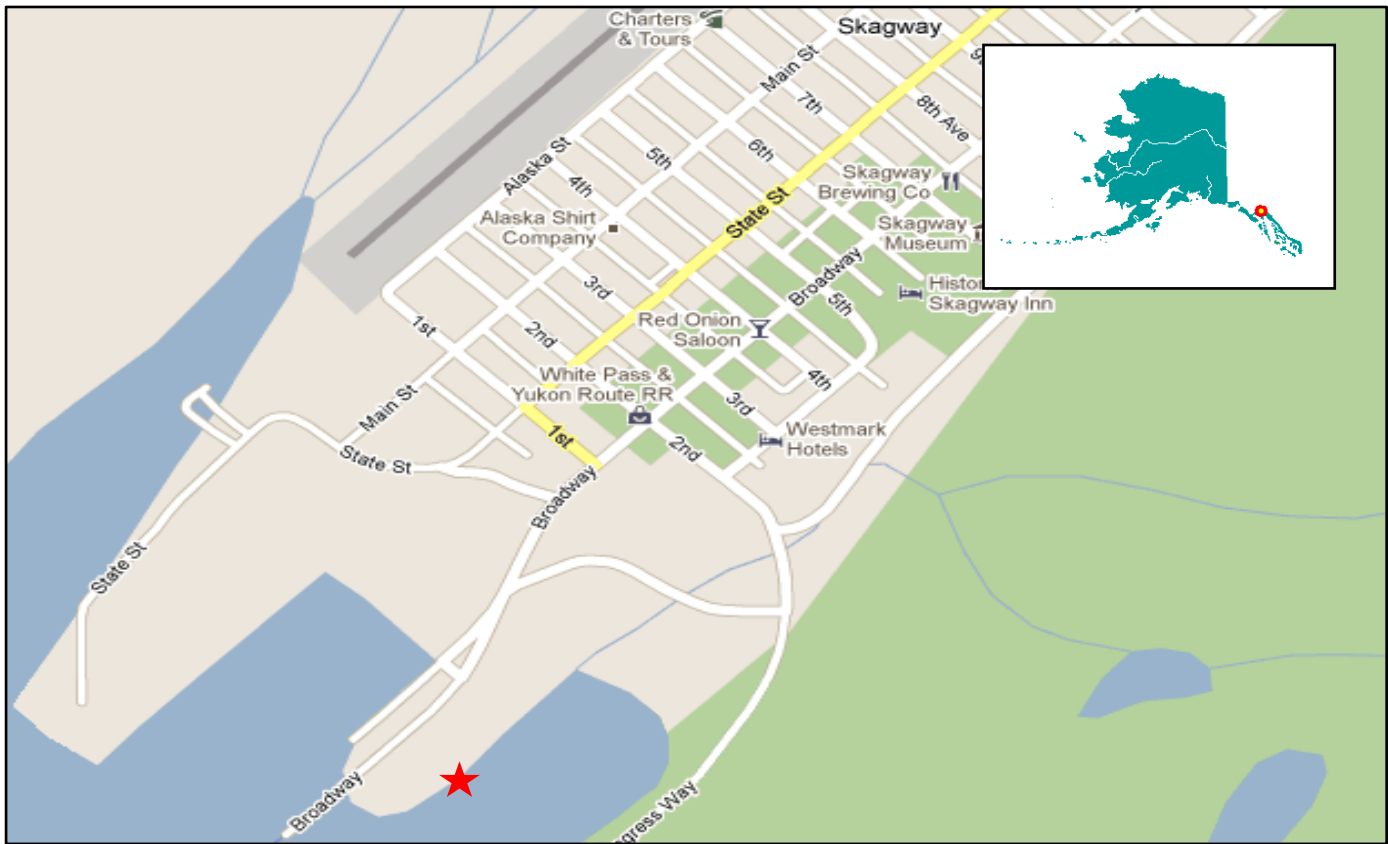 Charters
& Tours
Skagway
Main St
7th
9th
8th Ave
6th
5th
Alaska St
4th
Skagway
Brewing Co
State St
Alaska Shirt
Company
Skagway
Museum
Broadway
3rd
5th
Skagway Inn
Red Onion
Saloon
1st
2nd
White Pass &
Yukon Route RR
4th
Main St
3rd
1st
2nd
Westmark
Hotels
State St
Broadway
State St
Broadway
Way